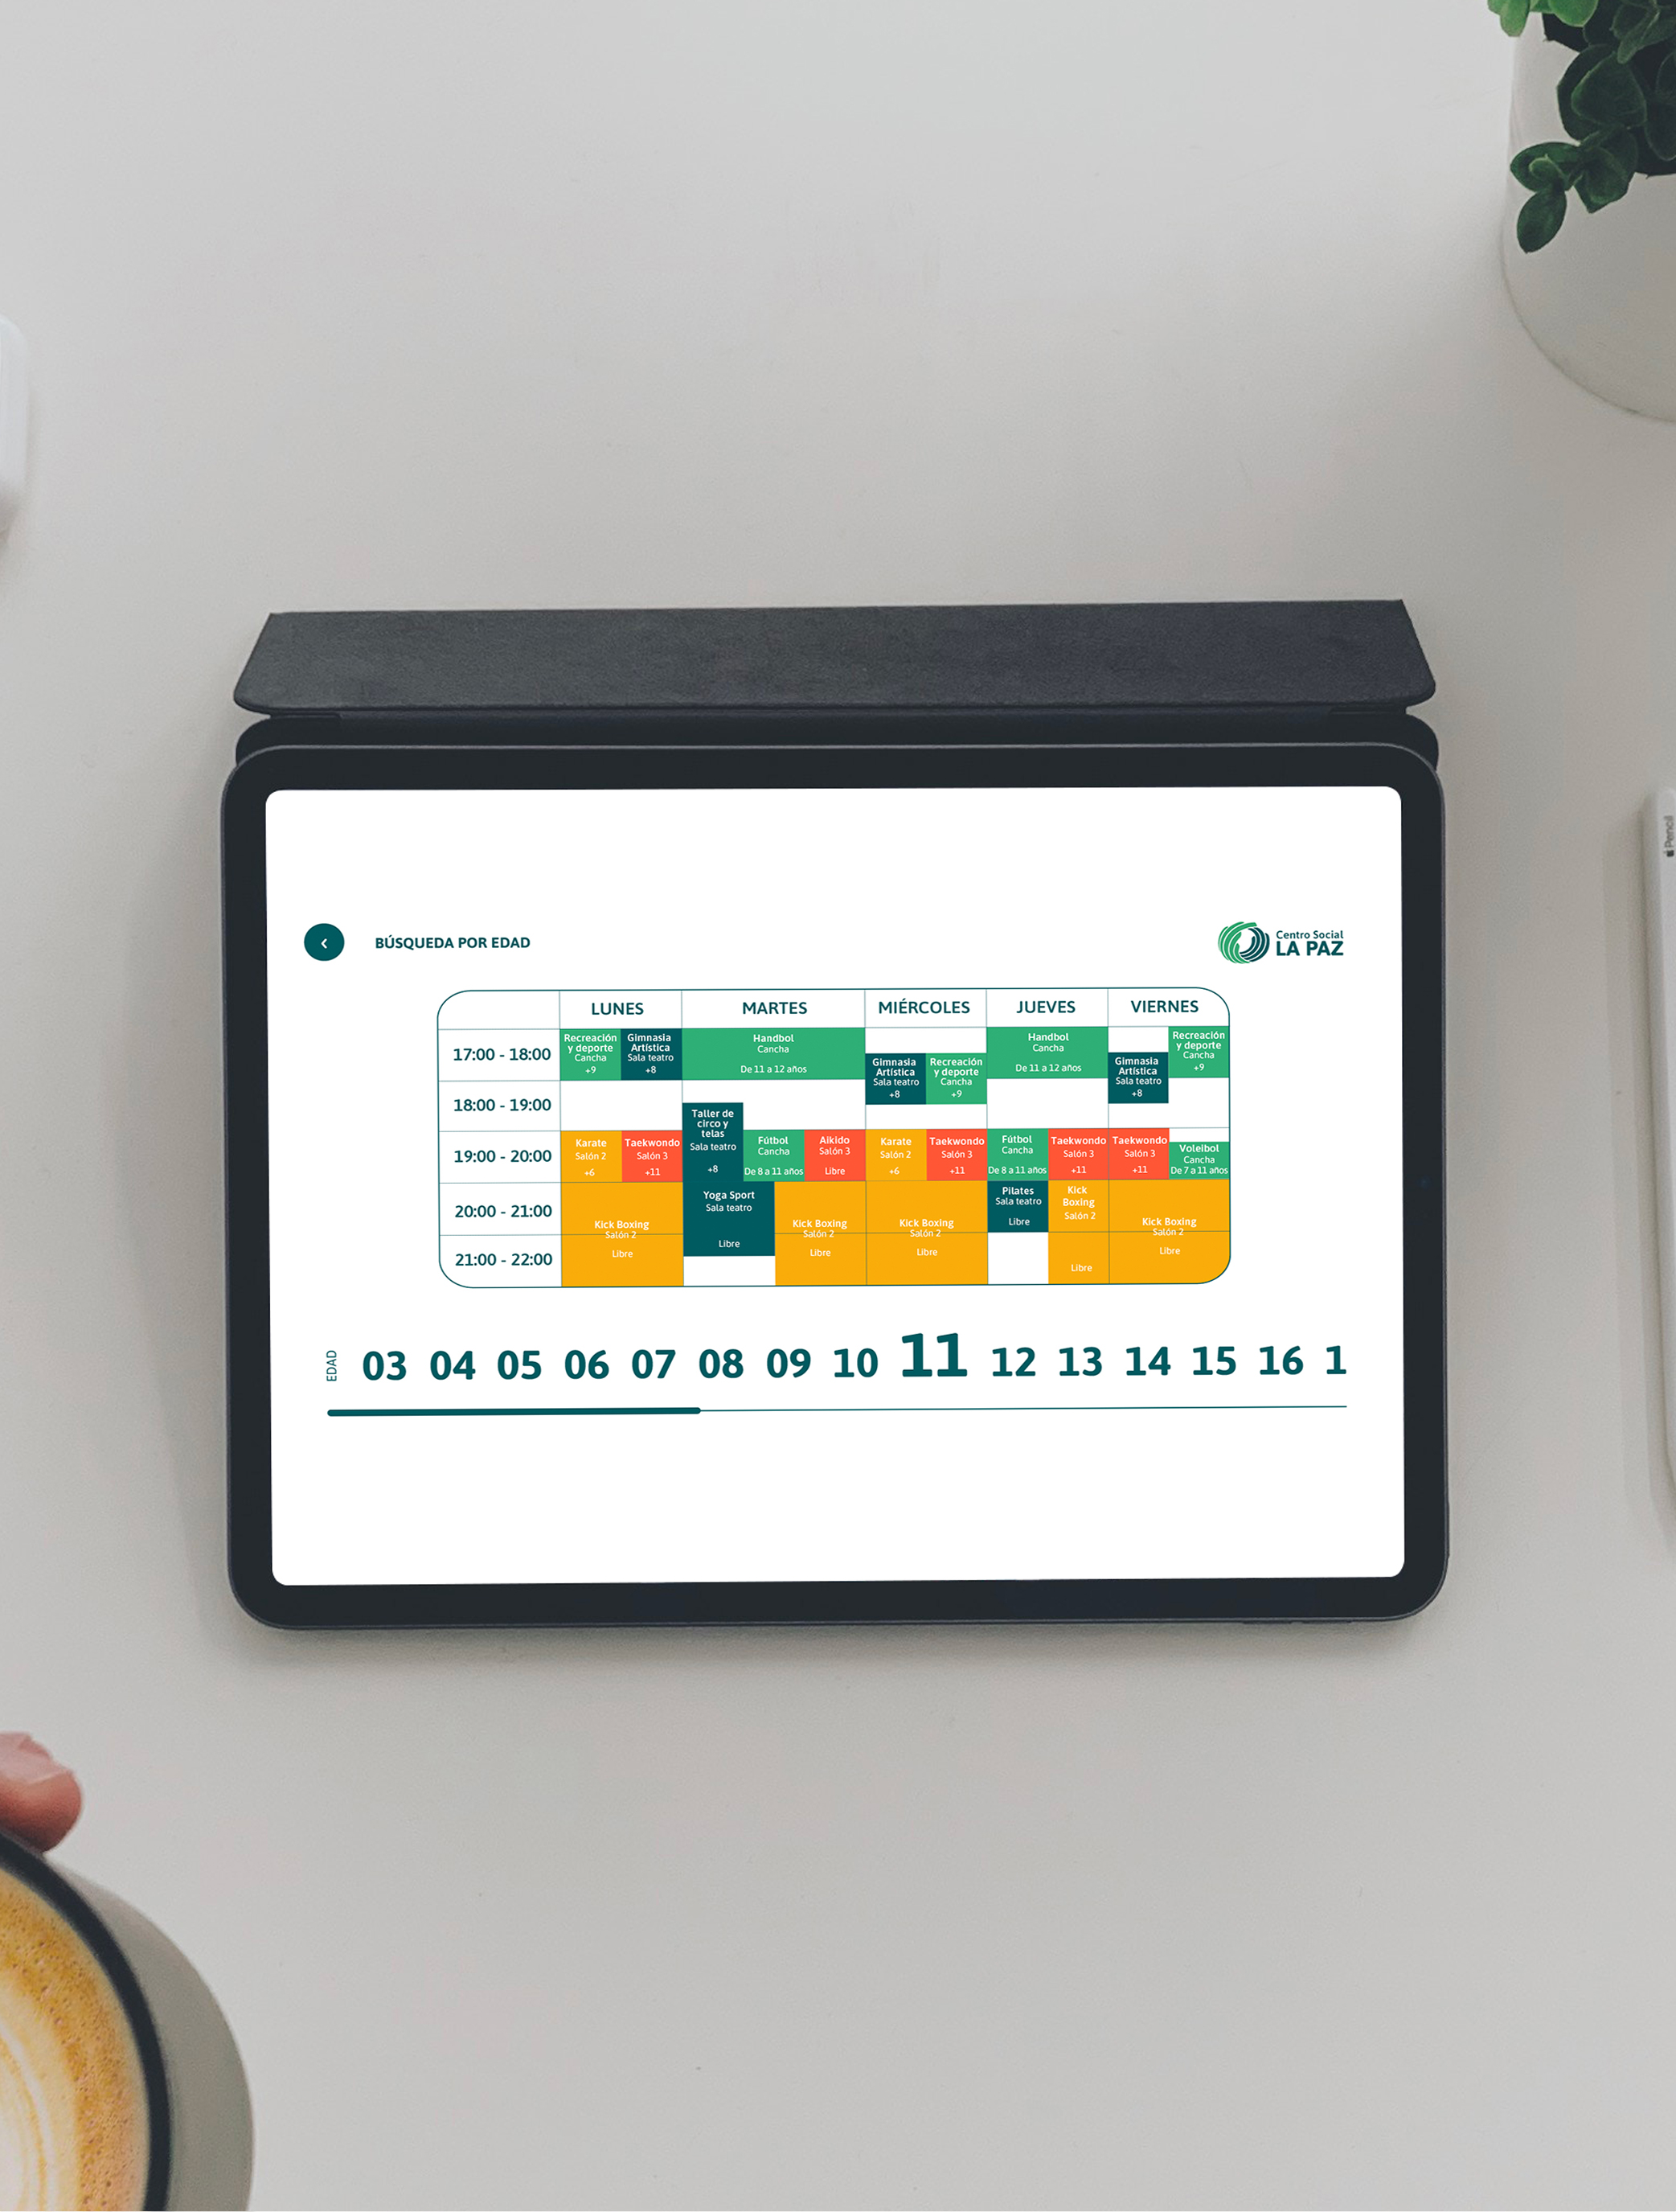 BÚSQUEDA POR EDAD
Centro Social
LA PAZ
LUNES MARTES MIÉRCOLES JUEVES VIERNES
17:00 - 18:00
Recreación
y deporte
Cancha
+9
Gimnasia
Artística
Sala teatro
+8
Handbol
Cancha
De 11 a 12 años
Gimnasia
Artística
Sala teatro
+8
Recreación
y deporte
Cancha
+9
Handbol
Cancha
De 11 a 12 años
Gimnasia
Artística
Sala teatro
+8
Recreación
y deporte
Cancha
+9
18:00 - 19:00
Taller de
circo y
telas
Sala teatro
+8
19:00 - 20:00
Karate
Salón 2
+6
Taekwondo
Salón 3
+11
Fútbol
Cancha
De 8 a 11 años
Aikido
Salón 3
Libre
Karate
Salón 2
+6
Taekwondo
Salón 3
+11
Fútbol
Cancha
De 8 a 11 años
Taekwondo
Salón 3
+11
Taekwondo
Salón 3
+11
Voleibol
Cancha
De 7 a 11 años
20:00 - 21:00
Kick Boxing
Salón 2
Libre
Yoga Sport
Sala teatro
Libre
Kick Boxing
Salón 2
Libre
Kick Boxing
Salón 2
Libre
Pilates
Sala teatro
Libre
Kick
Boxing
Salón 2
Libre
Kick Boxing
Salón 2
Libre
21:00 - 22:00
EDAD
03 04 05 06 07 08 09 10 11 12 13 14 15 16 1
Pencil